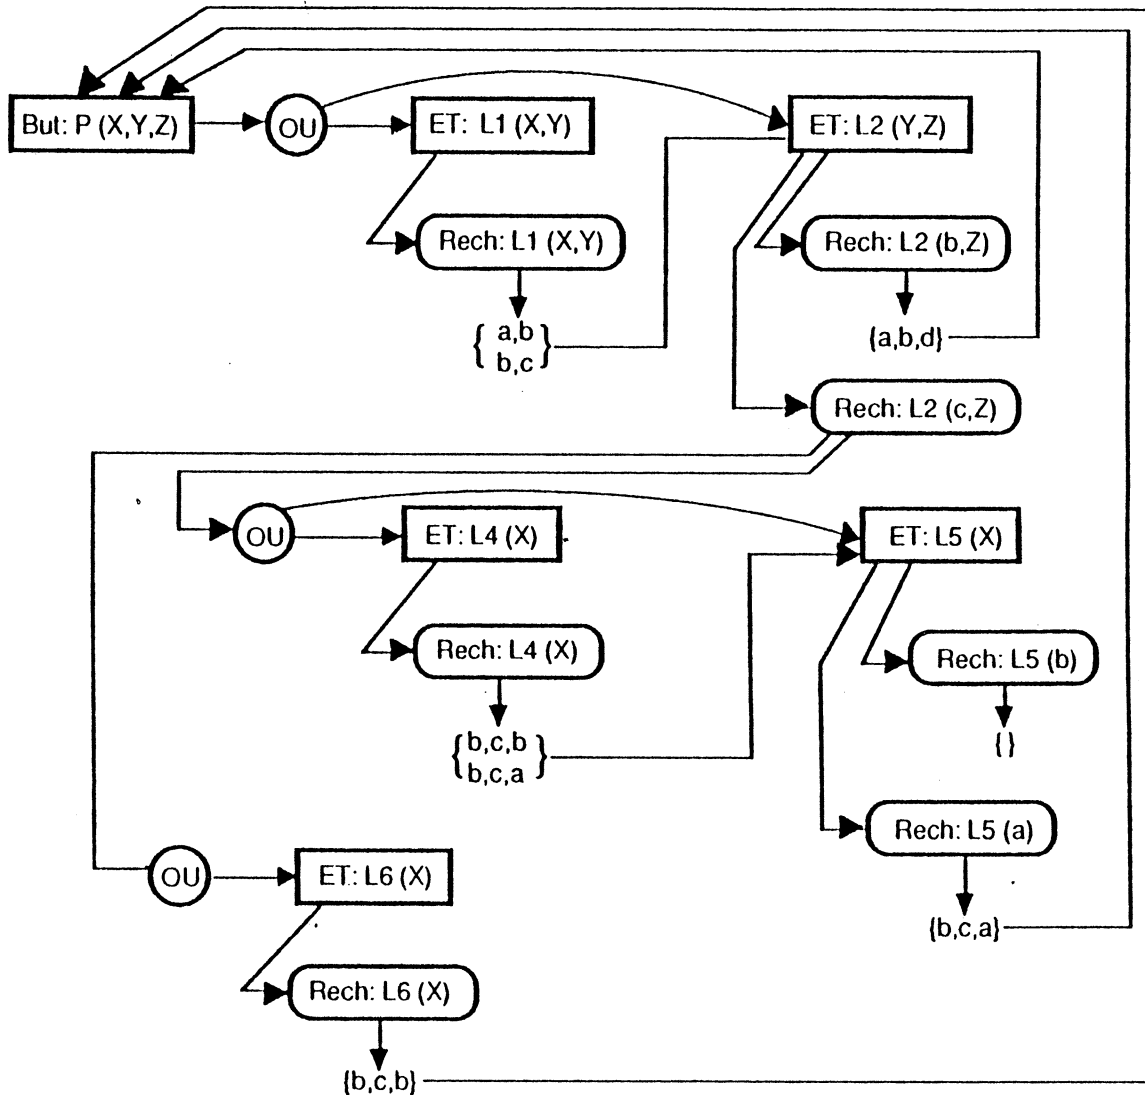 But: P (X,Y,Z)
OU
ET: L1 (X,Y)
ET: L2 (Y,Z)
Rech: L1 (X,Y)
Rech: L2 (b,Z)
{ a,b
b,c }
{a,b,d}
Rech: L2 (c,Z)
OU
ET: L4 (X)
ET: L5 (X)
Rech: L4 (X)
Rech: L5 (b)
{ b,c,b
b,c,a }
{}
Rech: L5 (a)
OU
ET: L6 (X)
{b,c,a}
Rech: L6 (X)
{b,c,b}